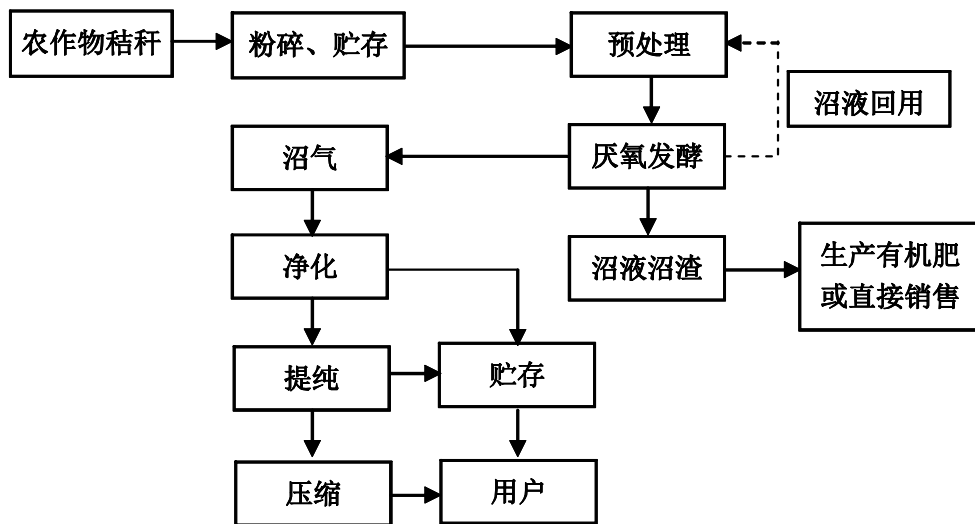 农作物秸秆
粉碎、贮存
预处理
沼液回用
沼气
厌氧发酵
净化
沼液沼渣
生产有机肥
或直接销售
提纯
贮存
压缩
用户